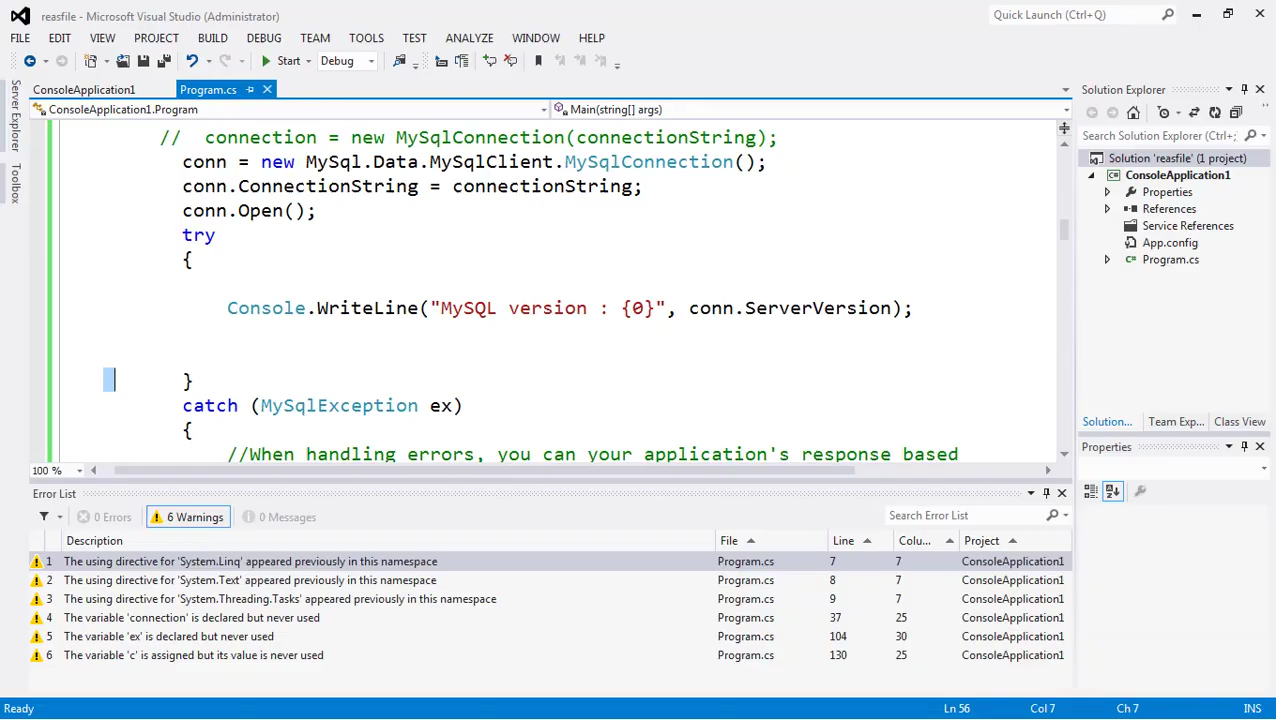 reasfile - Microsoft Visual Studio (Administrator)
Quick Launch (Ctrl+Q)
FILE EDIT VIEW PROJECT BUILD DEBUG TEAM TOOLS TEST ANALYZE WINDOW HELP
Start Debug
Server Explorer
Toolbox
ConsoleApplication1 Program.cs
ConsoleApplication1.Program Main(string[] args)
//  connection = new MySqlConnection(connectionString);
conn = new MySql.Data.MySqlClient.MySqlConnection();
conn.ConnectionString = connectionString;
conn.Open();
try
{
Console.WriteLine("MySQL version : {0}", conn.ServerVersion);
}
catch (MySqlException ex)
{
//When handling errors, you can your application's response based
100 %
Solution Explorer
Search Solution Explorer (Ctrl+;
Solution 'reasfile' (1 project)
ConsoleApplication1
Properties
References
Service References
App.config
Program.cs
Solution... Team Exp... Class View
Properties
Error List
0 Errors 6 Warnings 0 Messages
Search Error List
Description File Line Colu... Project
1 The using directive for 'System.Linq' appeared previously in this namespace Program.cs 7 7 ConsoleApplication1
2 The using directive for 'System.Text' appeared previously in this namespace Program.cs 8 7 ConsoleApplication1
3 The using directive for 'System.Threading.Tasks' appeared previously in this namespace Program.cs 9 7 ConsoleApplication1
4 The variable 'connection' is declared but never used Program.cs 37 25 ConsoleApplication1
5 The variable 'ex' is declared but never used Program.cs 104 30 ConsoleApplication1
6 The variable 'c' is assigned but its value is never used Program.cs 130 25 ConsoleApplication1
Ready Ln 56 Col 7 Ch 7 INS